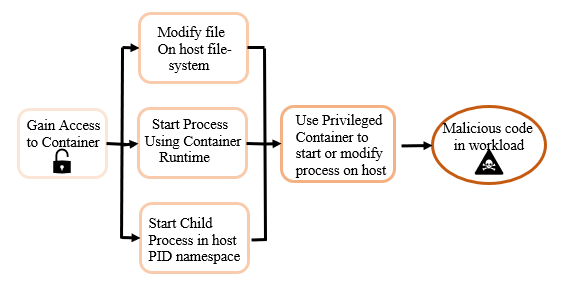 Modify file
On host file-
system
Gain Access
to Container
Start Process
Using Container
Runtime
Start Child
Process in host
PID namespace
Use Privileged
Container to
start or modify
process on host
Malicious code
in workload